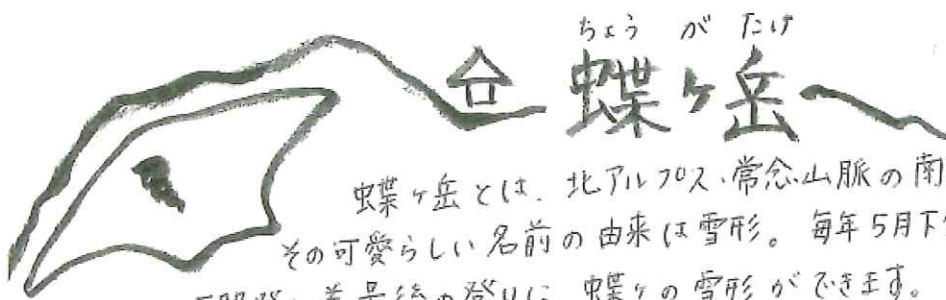 ちょう が たけ
蝶ヶ岳
蝶ヶ岳とは、北アルプス・常念山脈の南
その可愛らしい名前の由来は雪形。毎年5月下
蝶々の雪形ができます。